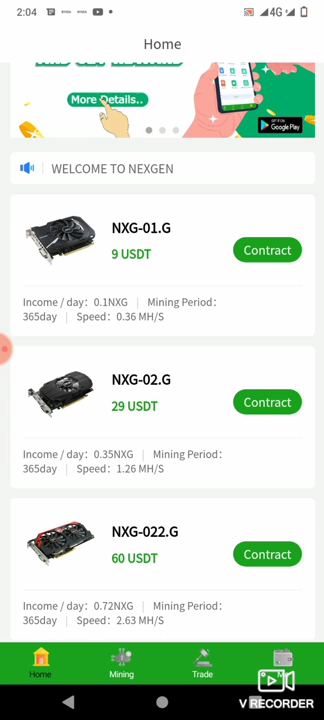 2:04
4G
Home
More Details..
GET IT ON
Google Play
WELCOME TO NEXGEN
NXG-01.G
9 USDT
Contract
Income / day： 0.1NXG | Mining Period：
365day | Speed： 0.36 MH/S
NXG-02.G
29 USDT
Contract
Income / day： 0.35NXG | Mining Period：
365day | Speed： 1.26 MH/S
NXG-022.G
60 USDT
Contract
Income / day： 0.72NXG | Mining Period：
365day | Speed： 2.63 MH/S
Home
Mining
Trade
V RECORDER